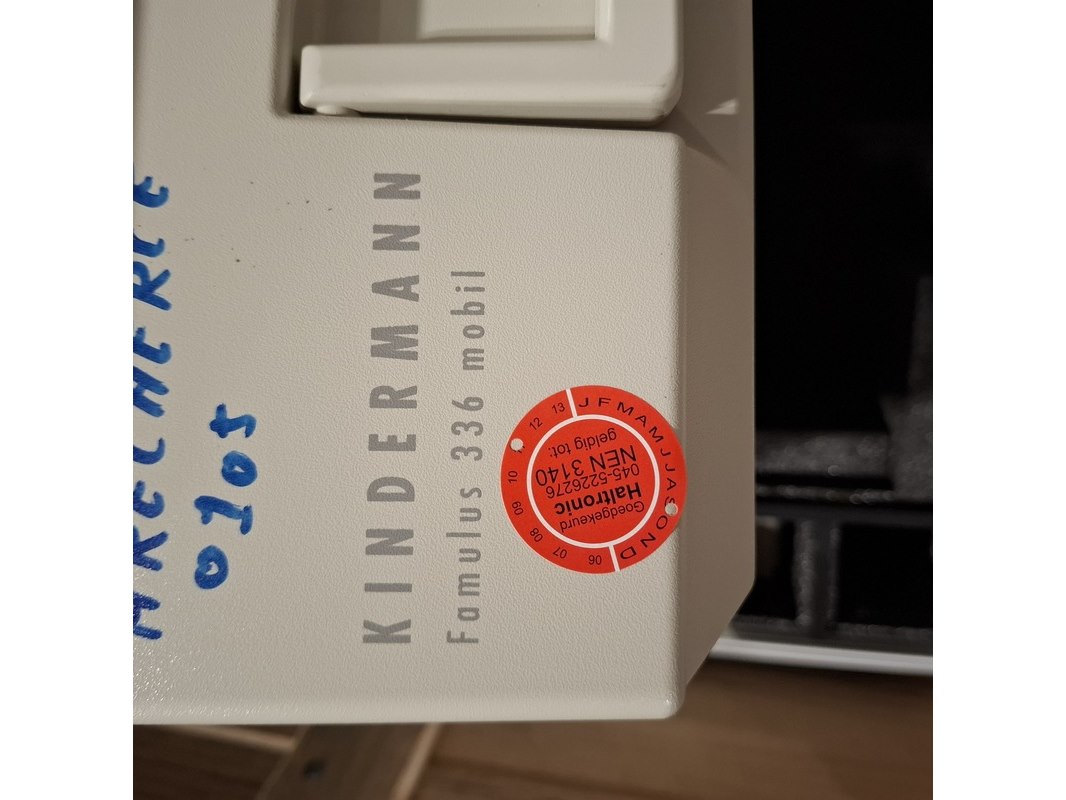 0105
KINDERMANN
Famulus 336 mobil
J F M A M J J A S O N D
06 07 08 09 10 12 13
Goedgekeurd
Haltronic
045-5226276
NEN 3140
geldig tot: